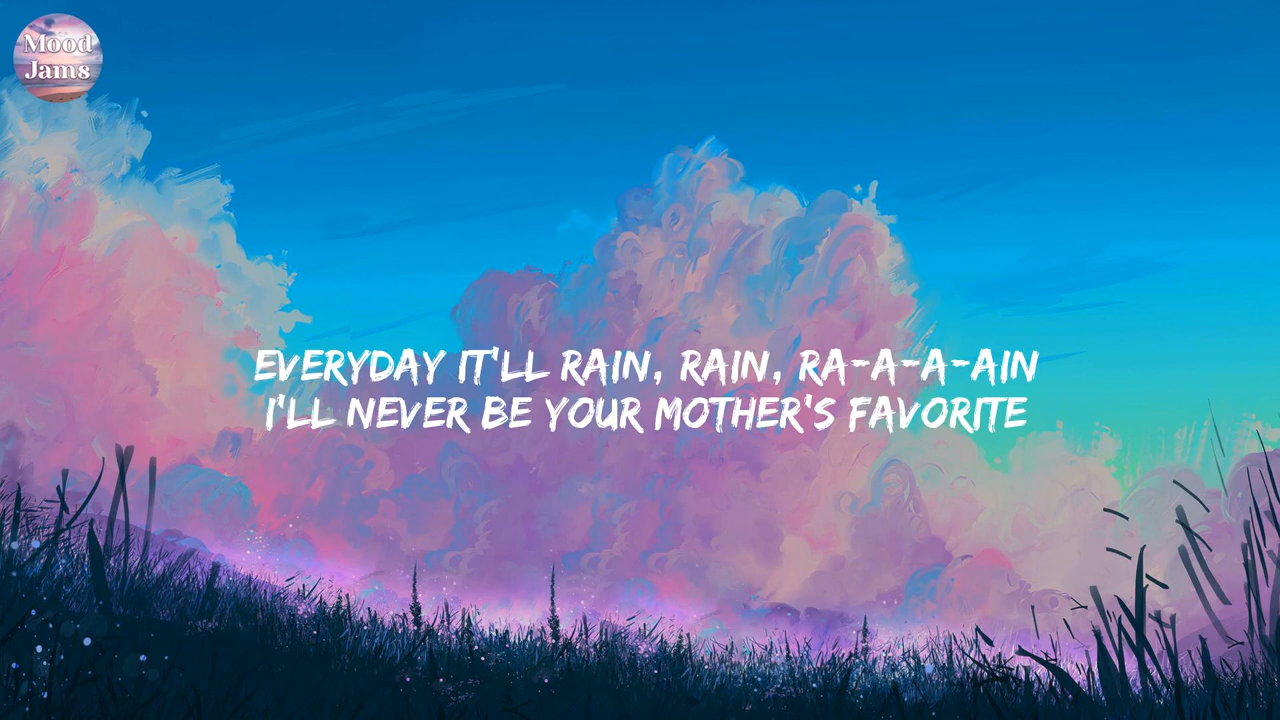 Mood
Jams
EVERYDAY IT'LL RAIN, RAIN, RA-A-A-AIN
I'LL NEVER BE YOUR MOTHER'S FAVORITE